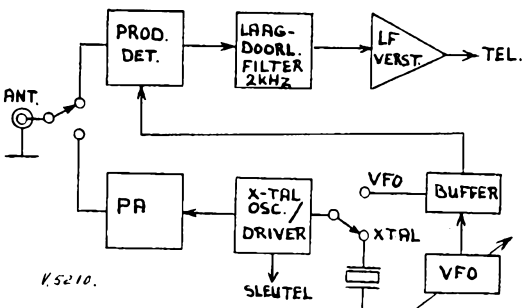 PROD.
DET.
LAAG-
DOORL.
FILTER
2KHZ
LF
VERST.
TEL.
ANT.
PA
X-TAL
OSC./
DRIVER
SLEUTEL
VFO
XTAL
BUFFER
VFO
V.5210.